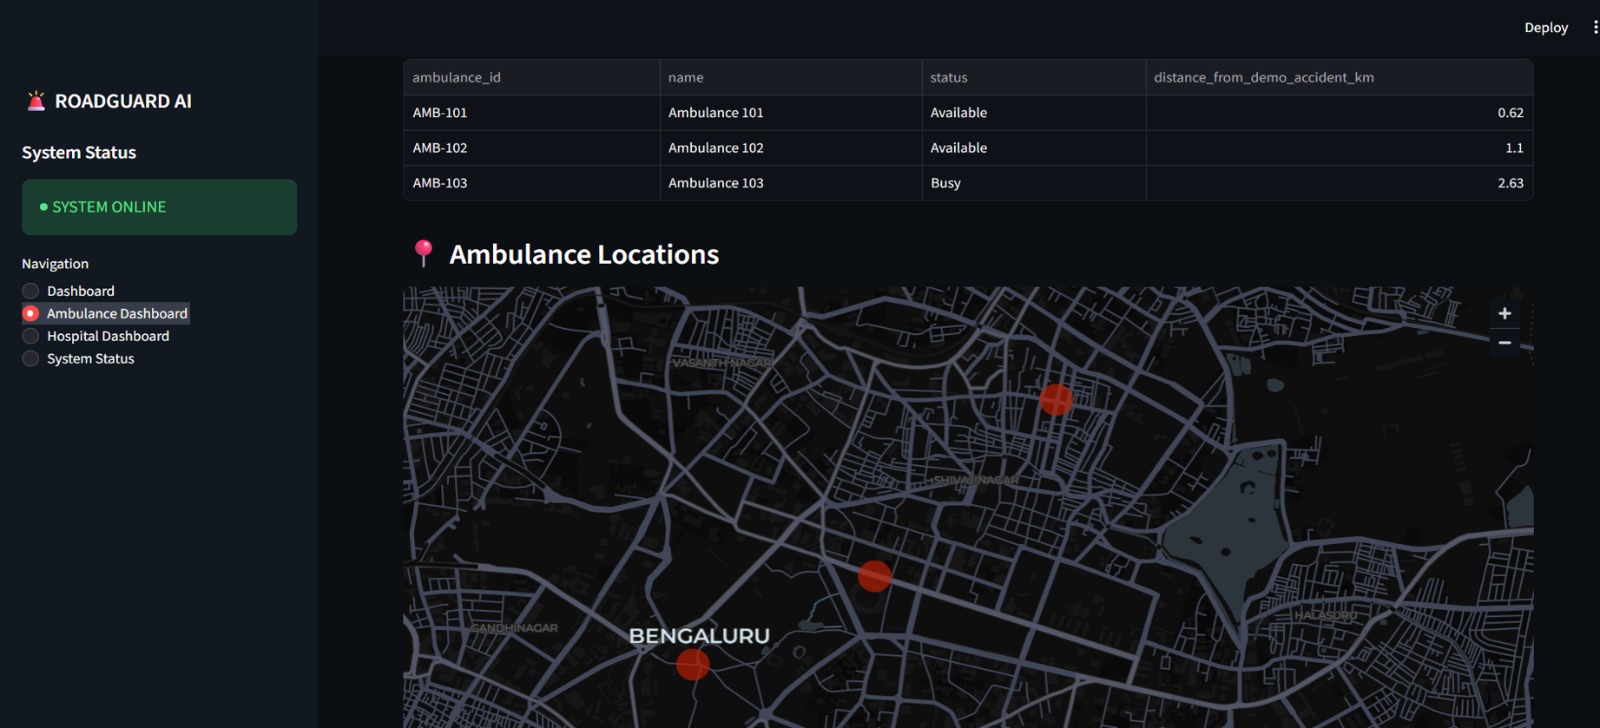 Deploy
🚨 ROADGUARD AI
System Status
SYSTEM ONLINE
Navigation
Dashboard
Ambulance Dashboard
Hospital Dashboard
System Status
ambulance_id name status distance_from_demo_accident_km
AMB-101 Ambulance 101 Available 0.62
AMB-102 Ambulance 102 Available 1.1
AMB-103 Ambulance 103 Busy 2.63
📍 Ambulance Locations
+
−
VASANTH NAGAR
SHIVAJINAGAR
HALASURU
GANDHINAGAR
BENGALURU